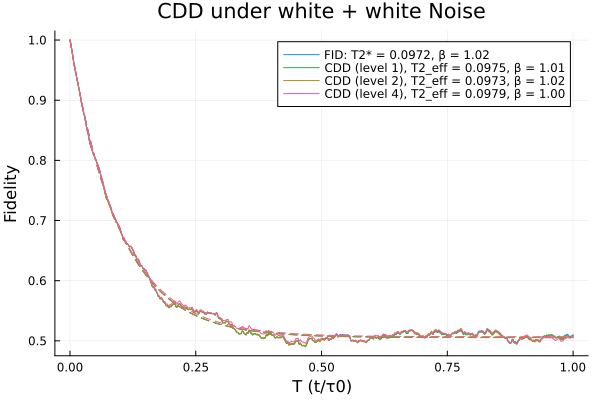 CDD under white + white Noise
FID: T2* = 0.0972, β = 1.02
CDD (level 1), T2_eff = 0.0975, β = 1.01
CDD (level 2), T2_eff = 0.0973, β = 1.02
CDD (level 4), T2_eff = 0.0979, β = 1.00
1.0
0.9
0.8
0.7
0.6
0.5
Fidelity
0.00 0.25 0.50 0.75 1.00
T (t/τ0)